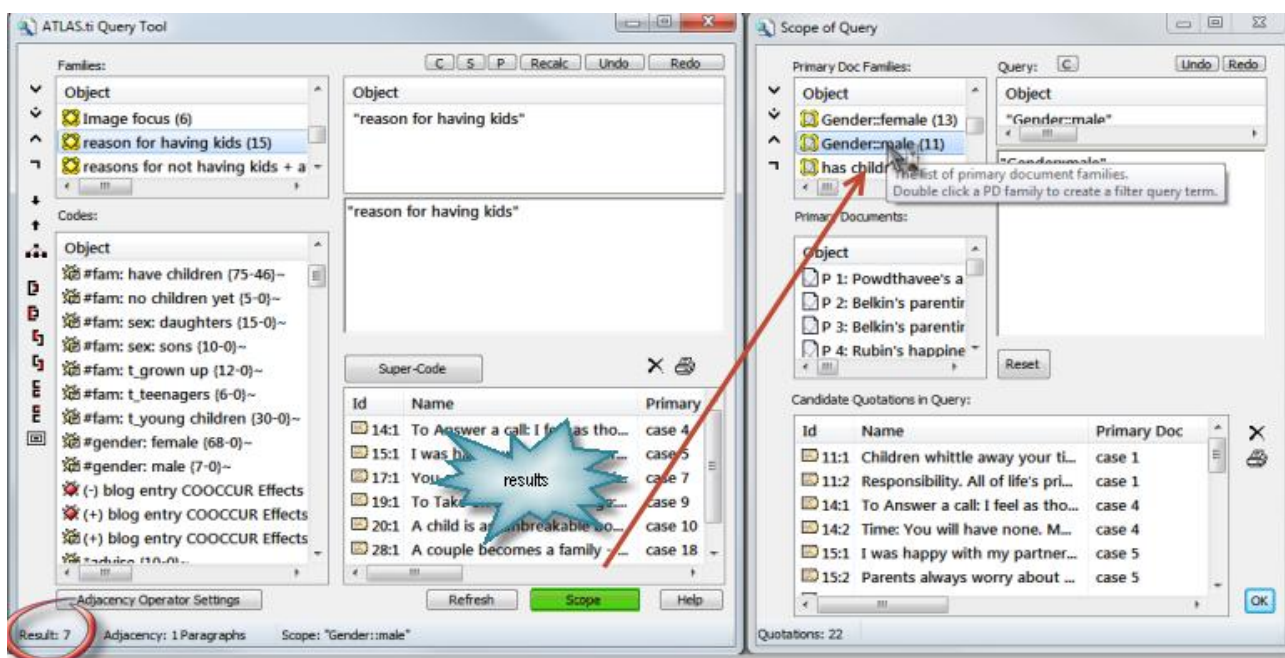 ATLAS.ti Query Tool
Families:
C S P Recalc Undo Redo
Object
Image focus (6)
reason for having kids (15)
reasons for not having kids + a
Object
"reason for having kids"
"reason for having kids"
Codes:
Object
#fam: have children {75-46}~
#fam: no children yet {5-0}~
#fam: sex: daughters {15-0}~
#fam: sex: sons {10-0}~
#fam: t_grown up {12-0}~
#fam: t_teenagers {6-0}~
#fam: t_young children {30-0}~
#gender: female {68-0}~
#gender: male {7-0}~
(-) blog entry COOCCUR Effects
(+) blog entry COOCCUR Effects
(+) blog entry COOCCUR Effects
Super-Code
Id Name Primary
14:1 To Answer a call: I feel as tho... case 4
15:1 I was case 5
17:1 You case 7
19:1 To case 9
20:1 A child is case 10
28:1 A couple becomes a family case 18
results
Adjacency Operator Settings
Refresh Scope Help
Result: 7 Adjacency: 1 Paragraphs Scope: "Gender::male"
Scope of Query
Primary Doc Families:
Query: C Undo Redo
Object
Gender::female (13)
Gender::male (11)
has
Object
"Gender::male"
The list of primary document families.
Double click a PD family to create a filter query term.
Primary Documents:
Object
P 1: Powdthavee's a
P 2: Belkin's parentin
P 3: Belkin's parentin
P 4: Rubin's happine
Reset
Candidate Quotations in Query:
Id Name Primary Doc
11:1 Children whittle away your ti... case 1
11:2 Responsibility. All of life's pri... case 1
14:1 To Answer a call: I feel as tho... case 4
14:2 Time: You will have none. M... case 4
15:1 I was happy with my partner... case 5
15:2 Parents always worry about ... case 5
OK
Quotations: 22